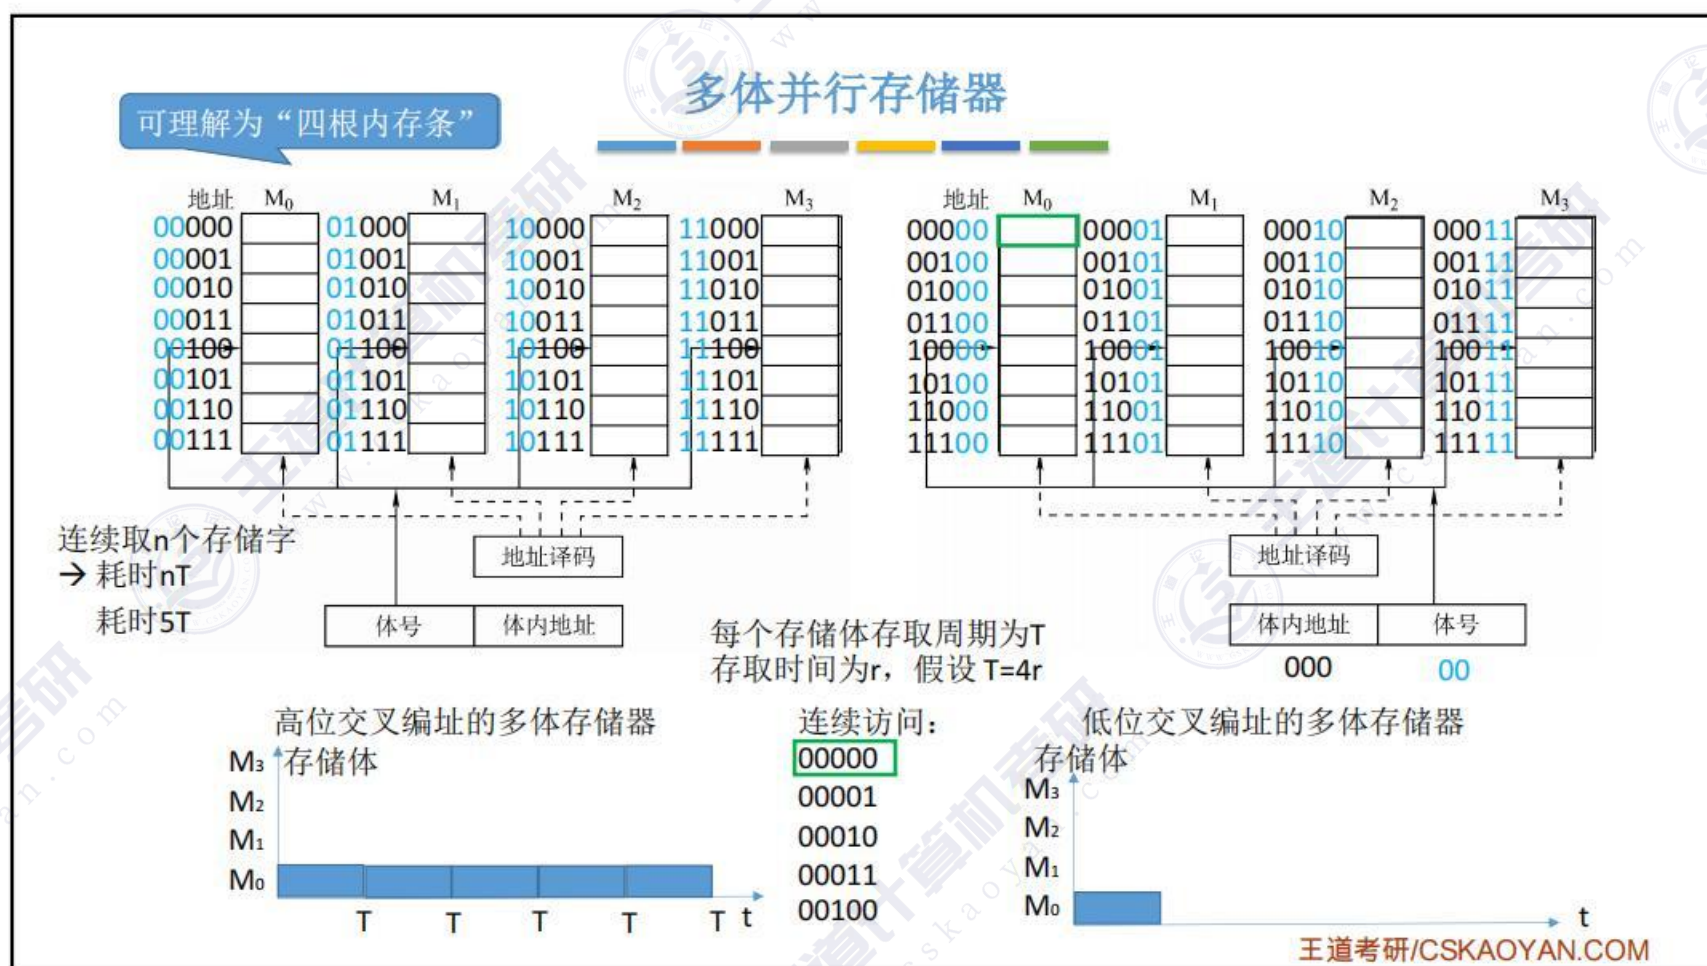 多体并行存储器
可理解为“四根内存条”
地址 M₀ M₁ M₂ M₃
00000 01000 10000 11000
00001 01001 10001 11001
00010 01010 10010 11010
00011 01011 10011 11011
00100 01100 10100 11100
00101 01101 10101 11101
00110 01110 10110 11110
00111 01111 10111 11111
地址译码
体号 体内地址
连续取n个存储字
→ 耗时nT
耗时5T
地址 M₀ M₁ M₂ M₃
00000 00001 00010 00011
00100 00101 00110 00111
01000 01001 01010 01011
01100 01101 01110 01111
10000 10001 10010 10011
10100 10101 10110 10111
11000 11001 11010 11011
11100 11101 11110 11111
地址译码
体内地址 体号
000 00
每个存储体存取周期为T
存取时间为r，假设 T=4r
高位交叉编址的多体存储器
存储体
M₃
M₂
M₁
M₀
T T T T T t
连续访问：
00000
00001
00010
00011
00100
低位交叉编址的多体存储器
存储体
M₃
M₂
M₁
M₀
t
王道考研/CSKAOYAN.COM